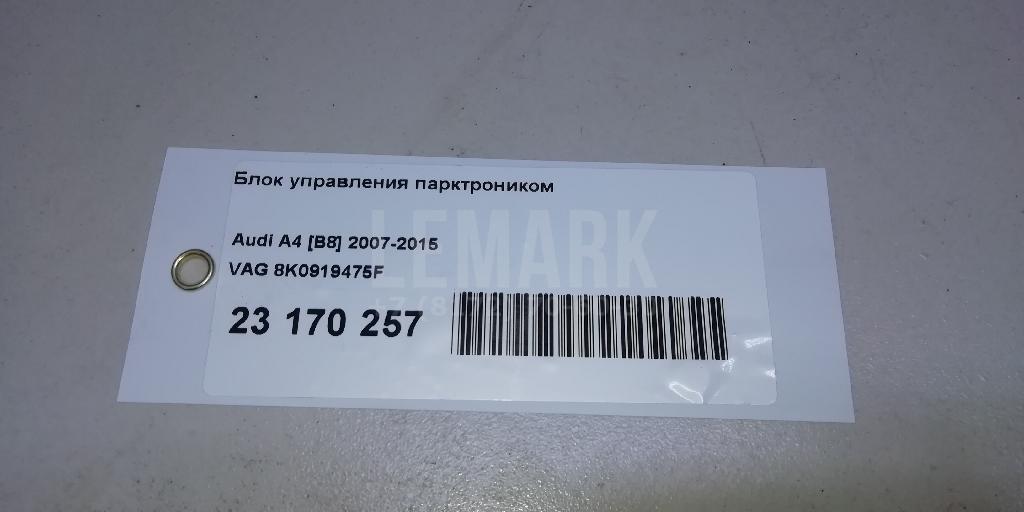 Блок управления парктроником
Audi A4 [B8] 2007-2015
VAG 8K0919475F
23 170 257
LEMARK